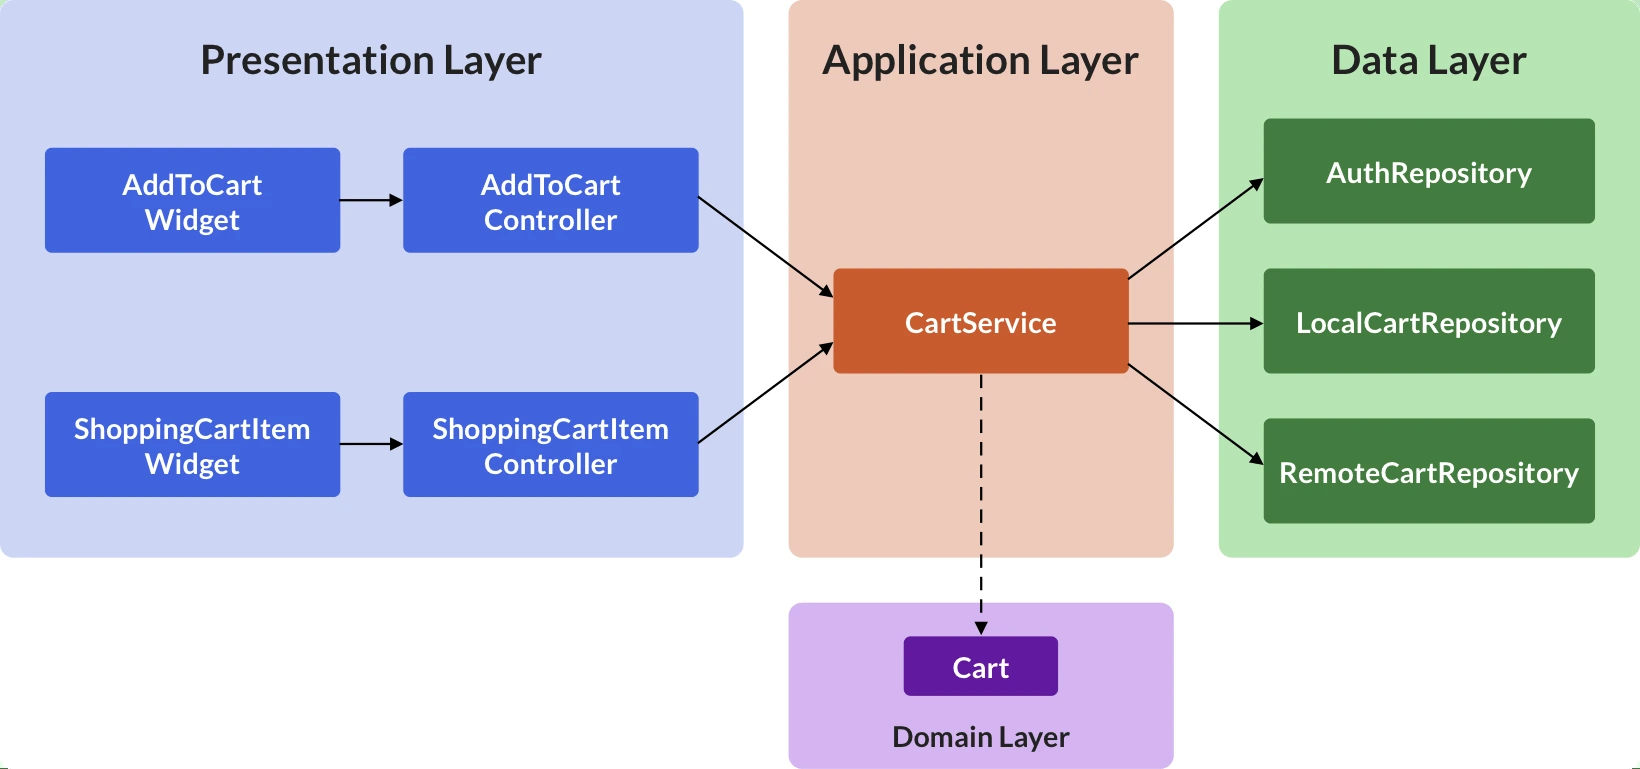 Presentation Layer
AddToCart
Widget
AddToCart
Controller
ShoppingCartItem
Widget
ShoppingCartItem
Controller
Application Layer
CartService
Data Layer
AuthRepository
LocalCartRepository
RemoteCartRepository
Cart
Domain Layer